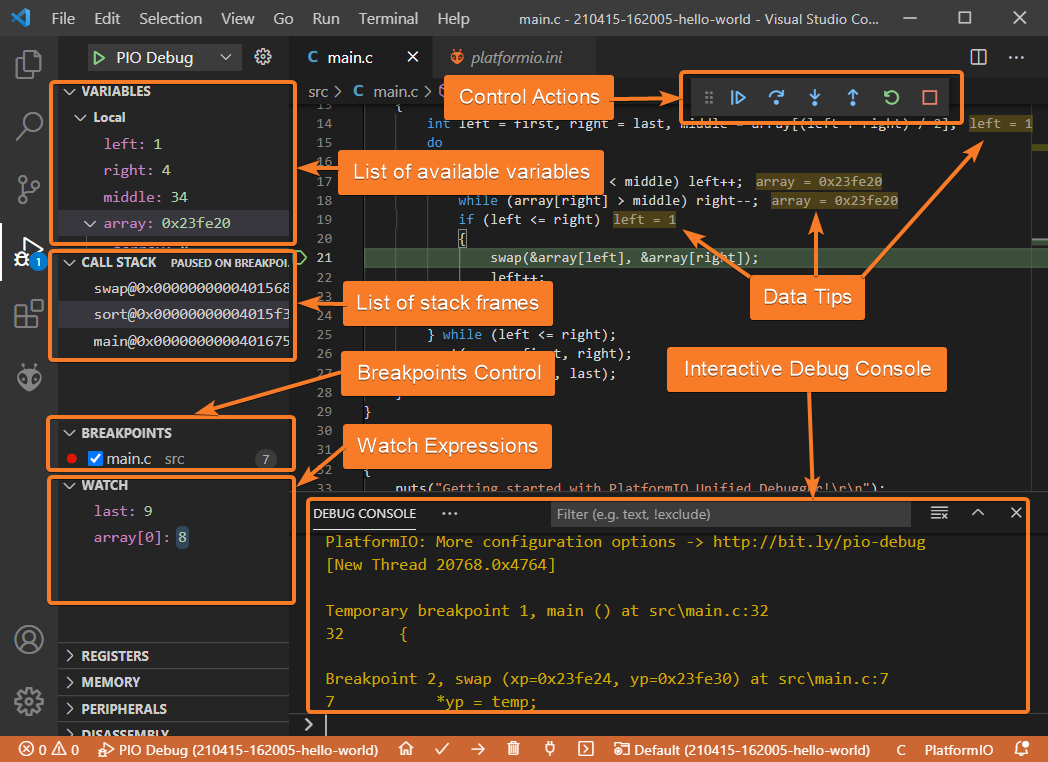 File Edit Selection View Go Run Terminal Help main.c - 210415-162005-hello-world - Visual Studio Co...
PIO Debug
C main.c
platformio.ini
src > C main.c >
Control Actions
VARIABLES
Local
left: 1
right: 4
middle: 34
array: 0x23fe20
13 {
14 int left = first, right = last, middle = array[(left + right) / 2]; left = 1
15 do
16
List of available variables
17 < middle) left++; array = 0x23fe20
18 while (array[right] > middle) right--; array = 0x23fe20
19 if (left <= right) left = 1
20 {
21 swap(&array[left], &array[right]);
22 left++;
23
24
25 } while (left <= right);
26 first, right);
27 , last);
28
29 }
30
31
32 {
33 puts("Getting started with PlatformIO Unified Debugger!\r\n");
1
CALL STACK PAUSED ON BREAKPOI
swap@0x0000000000401568
sort@0x00000000004015f3
main@0x0000000000401675
List of stack frames
Data Tips
Breakpoints Control
Interactive Debug Console
Watch Expressions
BREAKPOINTS
main.c src 7
WATCH
last: 9
array[0]: 8
REGISTERS
MEMORY
PERIPHERALS
DISASSEMBLY
DEBUG CONSOLE ...
Filter (e.g. text, !exclude)
PlatformIO: More configuration options -> http://bit.ly/pio-debug
[New Thread 20768.0x4764]
Temporary breakpoint 1, main () at src\main.c:32
32 {
Breakpoint 2, swap (xp=0x23fe24, yp=0x23fe30) at src\main.c:7
7 *yp = temp;
>
0 0 PIO Debug (210415-162005-hello-world) Default (210415-162005-hello-world) C PlatformIO